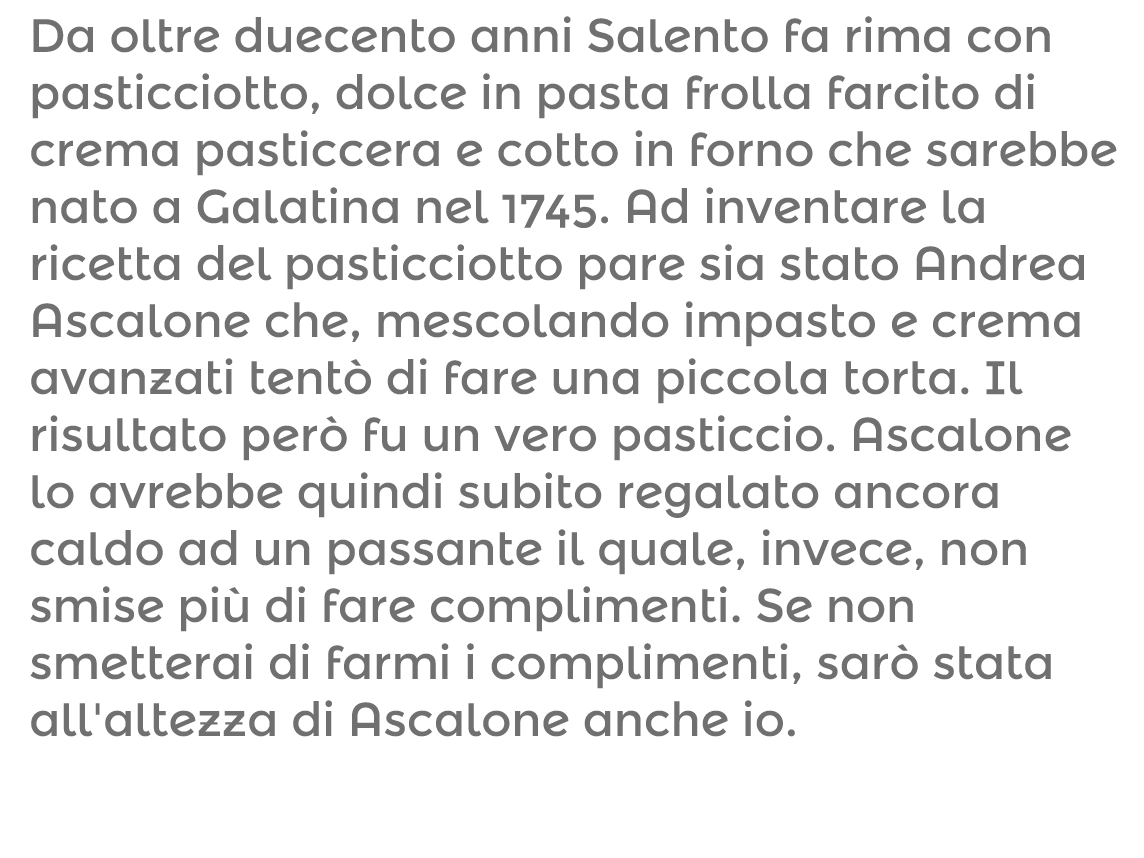 Da oltre duecento anni Salento fa rima con
pasticciotto, dolce in pasta frolla farcito di
crema pasticcera e cotto in forno che sarebbe
nato a Galatina nel 1745. Ad inventare la
ricetta del pasticciotto pare sia stato Andrea
Ascalone che, mescolando impasto e crema
avanzati tentò di fare una piccola torta. Il
risultato però fu un vero pasticcio. Ascalone
lo avrebbe quindi subito regalato ancora
caldo ad un passante il quale, invece, non
smise più di fare complimenti. Se non
smetterai di farmi i complimenti, sarò stata
all'altezza di Ascalone anche io.